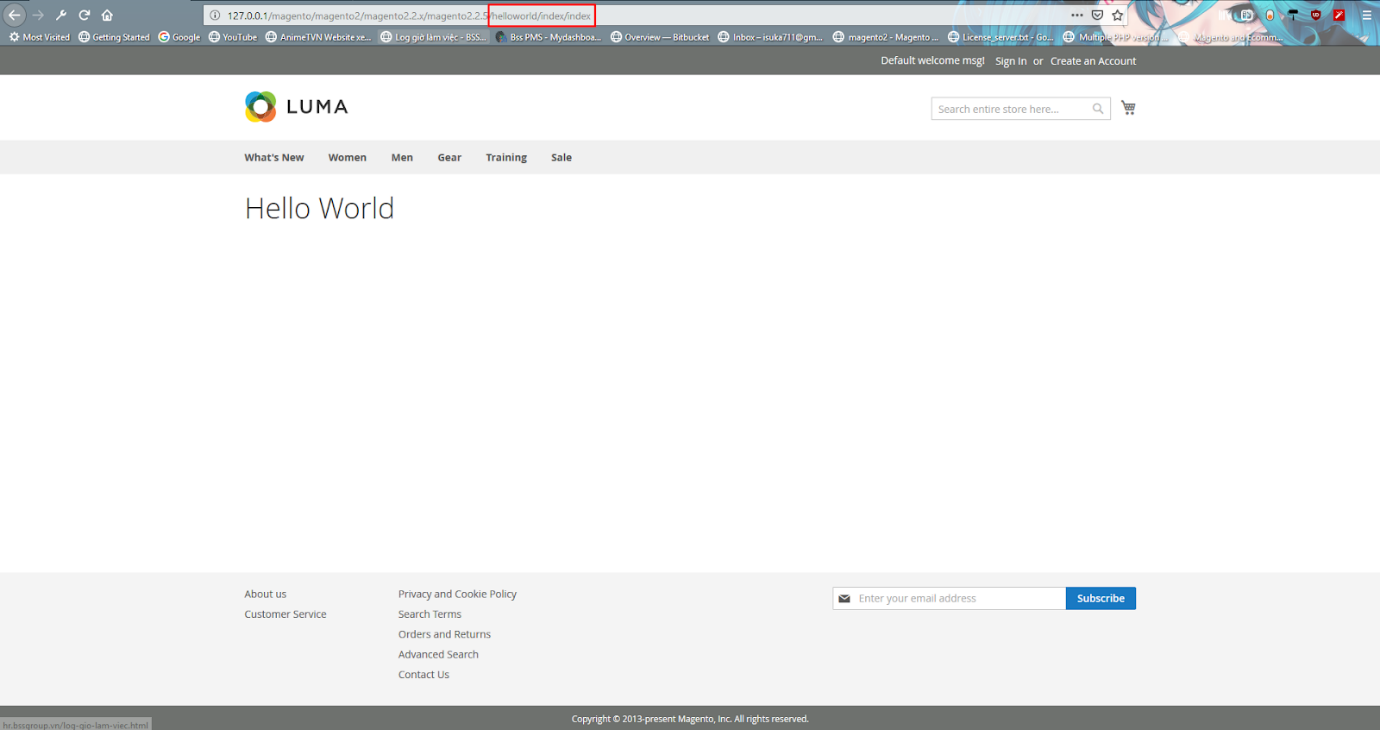 127.0.0.1/magento/magento2/magento2.2.x/magento2.2.5/helloworld/index/index
Most Visited Getting Started Google YouTube AnimeTVN Website xe... Log giờ làm việc - BSS... Bss PMS - Mydashboa... Overview — Bitbucket Inbox – isuka711@gm... magento2 - Magento ... License_server.txt - Go... Multiple PHP version ... Magento and Ecomm...
Default welcome msg! Sign In or Create an Account
LUMA
Search entire store here...
What's New Women Men Gear Training Sale
Hello World
About us
Customer Service
Privacy and Cookie Policy
Search Terms
Orders and Returns
Advanced Search
Contact Us
Enter your email address
Subscribe
Copyright © 2013-present Magento, Inc. All rights reserved.
hr.bssgroup.vn/log-gio-lam-viec.html